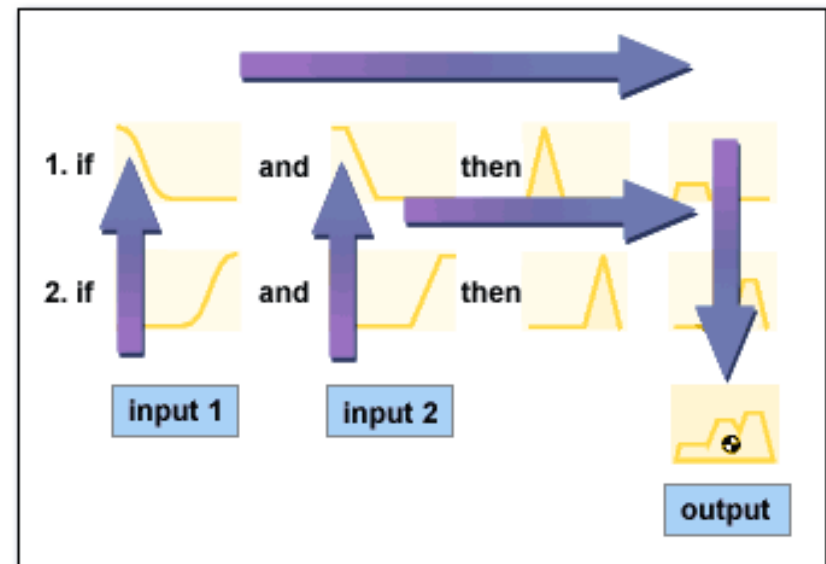 1. if and then
2. if and then
input 1 input 2
output